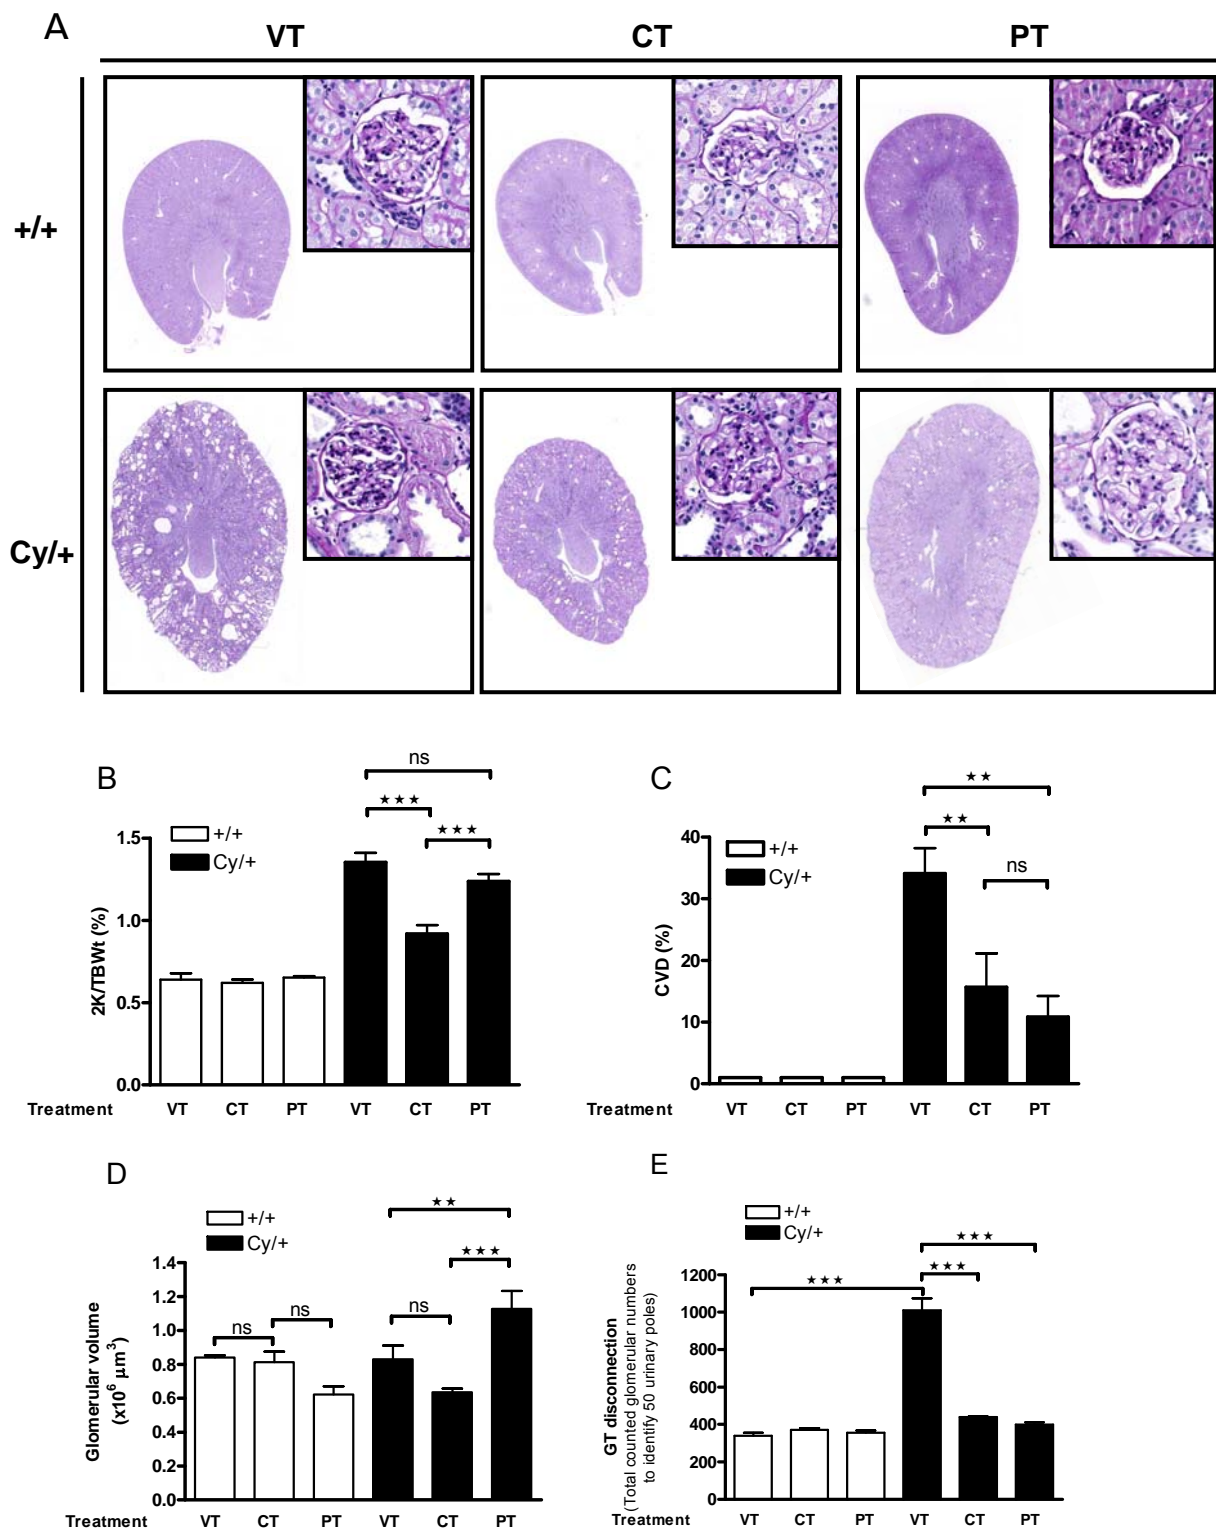 A
VT CT PT
+/+
Cy/+
B
ns
★★★
★★★
+/+
Cy/+
1.5
1.0
0.5
0.0
2K/TBWt (%)
Treatment VT CT PT VT CT PT
C
★★
★★
ns
+/+
Cy/+
40
30
20
10
0
CVD (%)
Treatment VT CT PT VT CT PT
D
+/+
Cy/+
★★
★★★
ns
ns
ns
1.4
1.2
1.0
0.8
0.6
0.4
0.2
0.0
Glomerular volume
(x10⁶ µm³)
Treatment VT CT PT VT CT PT
E
+/+
Cy/+
★★★
★★★
★★★
1200
1000
800
600
400
200
0
GT disconnection
(Total counted glomerular numbers
to identify 50 urinary poles)
Treatment VT CT PT VT CT PT